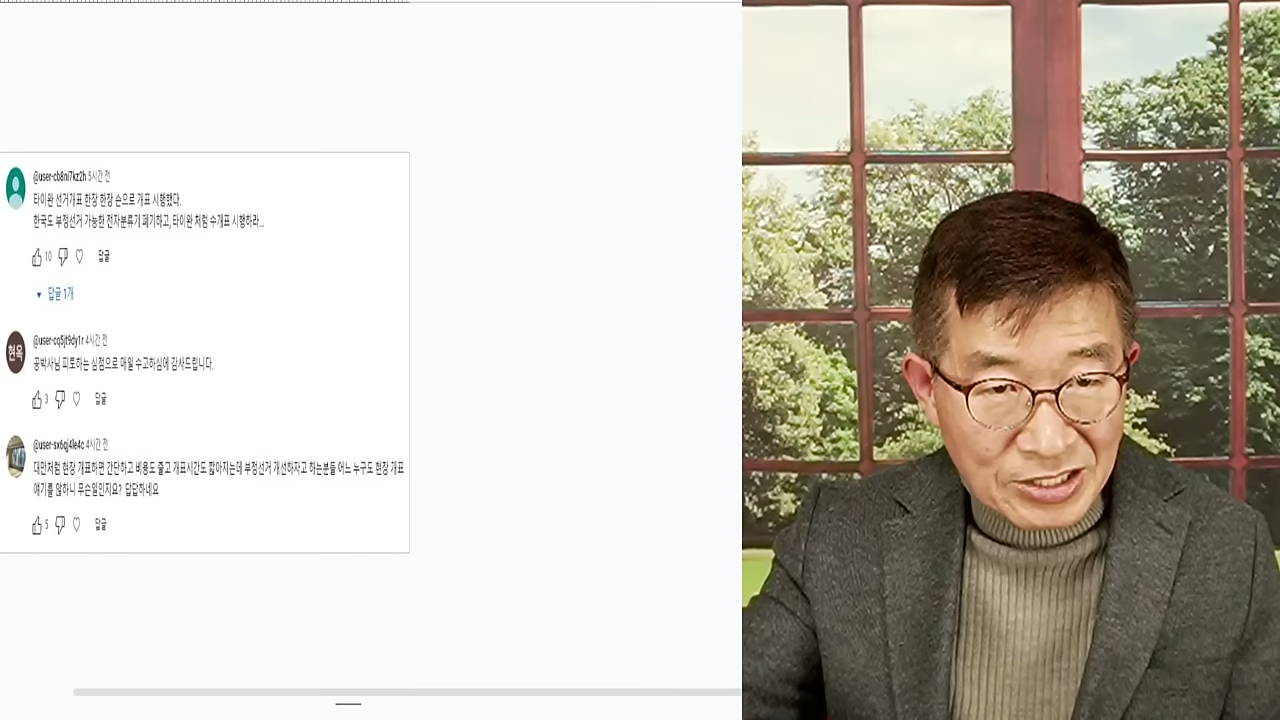 @user-cb8ni7kz2h 5시간 전
타이완 선거개표 한장 한장 손으로 개표 시행했다.
한국도 부정선거 가능한 전자분류기 폐기하고, 타이완 처럼 수개표 시행하라...
10 답글
답글 1개
현옥
@user-cq5jt9dy1r 4시간 전
공박사님 피토하는 심정으로 매일 수고하심에 감사드립니다.
3 답글
@user-sx6qj4le4c 4시간 전
대만처럼 현장 개표하면 간단하고 비용도 줄고 개표시간도 짧아지는데 부정선거 개선하자고 하는분들 어느 누구도 현장 개표
얘기를 않하니 무슨일인지요? 답답하네요
5 답글